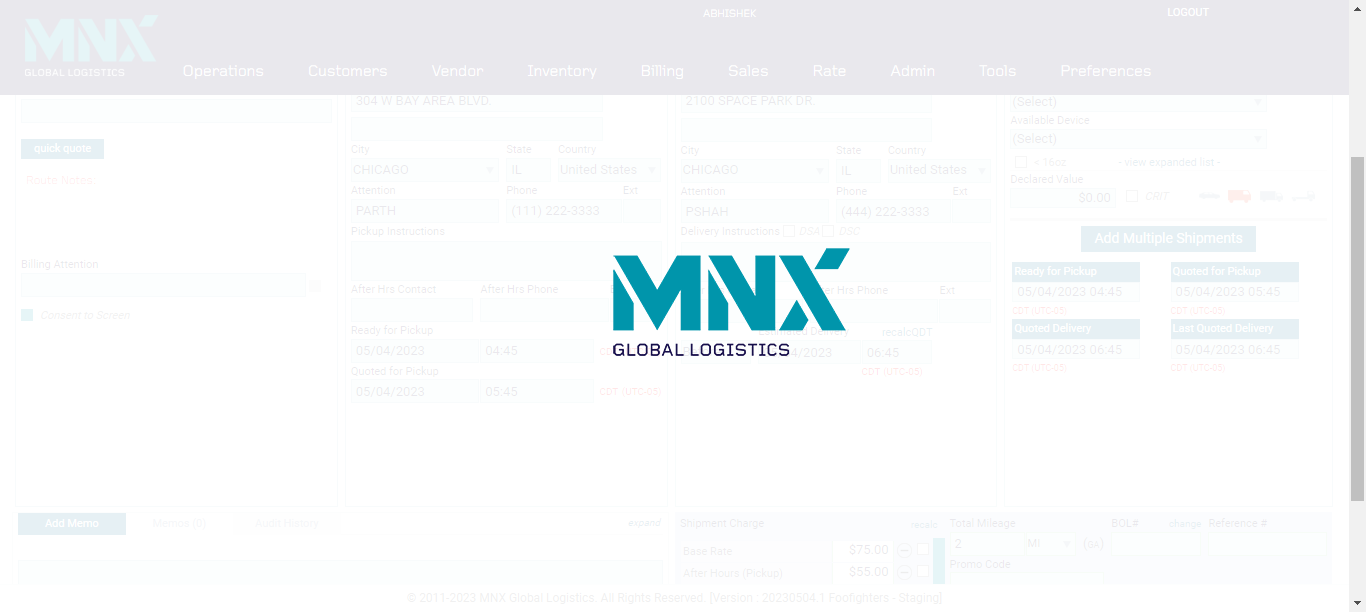 ABHISHEK
LOGOUT
MNX
GLOBAL LOGISTICS
Operations Customers Vendor Inventory Billing Sales Rate Admin Tools Preferences
304 W BAY AREA BLVD.
2100 SPACE PARK DR.
(Select)
Available Device
(Select)
quick quote
City State Country
City State Country
< 16oz - view expanded list -
CHICAGO IL United States
CHICAGO IL United States
Declared Value
Route Notes:
Attention Phone Ext
Attention Phone Ext
$0.00 CRIT
PARTH (111) 222-3333
PSHAH (444) 222-3333
Pickup Instructions
Delivery Instructions DSA DSC
Add Multiple Shipments
Billing Attention
Ready for Pickup Quoted for Pickup
After Hrs Contact After Hrs Phone
Hrs Phone Ext
05/04/2023 04:45 05/04/2023 05:45
CDT (UTC-05) CDT (UTC-05)
Consent to Screen
MNX
GLOBAL LOGISTICS
Ready for Pickup
Estimated Delivery recalcODT
Quoted Delivery Last Quoted Delivery
05/04/2023 04:45
/2023 06:45
05/04/2023 06:45 05/04/2023 06:45
CDT (UTC-05) CDT (UTC-05)
Quoted for Pickup
CDT (UTC-05)
05/04/2023 05:45 CDT (UTC-05)
Add Memo Memos (0) Audit History expand
Shipment Charge recalc Total Mileage BOL# change Reference #
Base Rate $75.00 2 MI (GA)
After Hours (Pickup) $55.00 Promo Code
© 2011-2023 MNX Global Logistics. All Rights Reserved. [Version : 20230504.1 Foofighters - Staging]